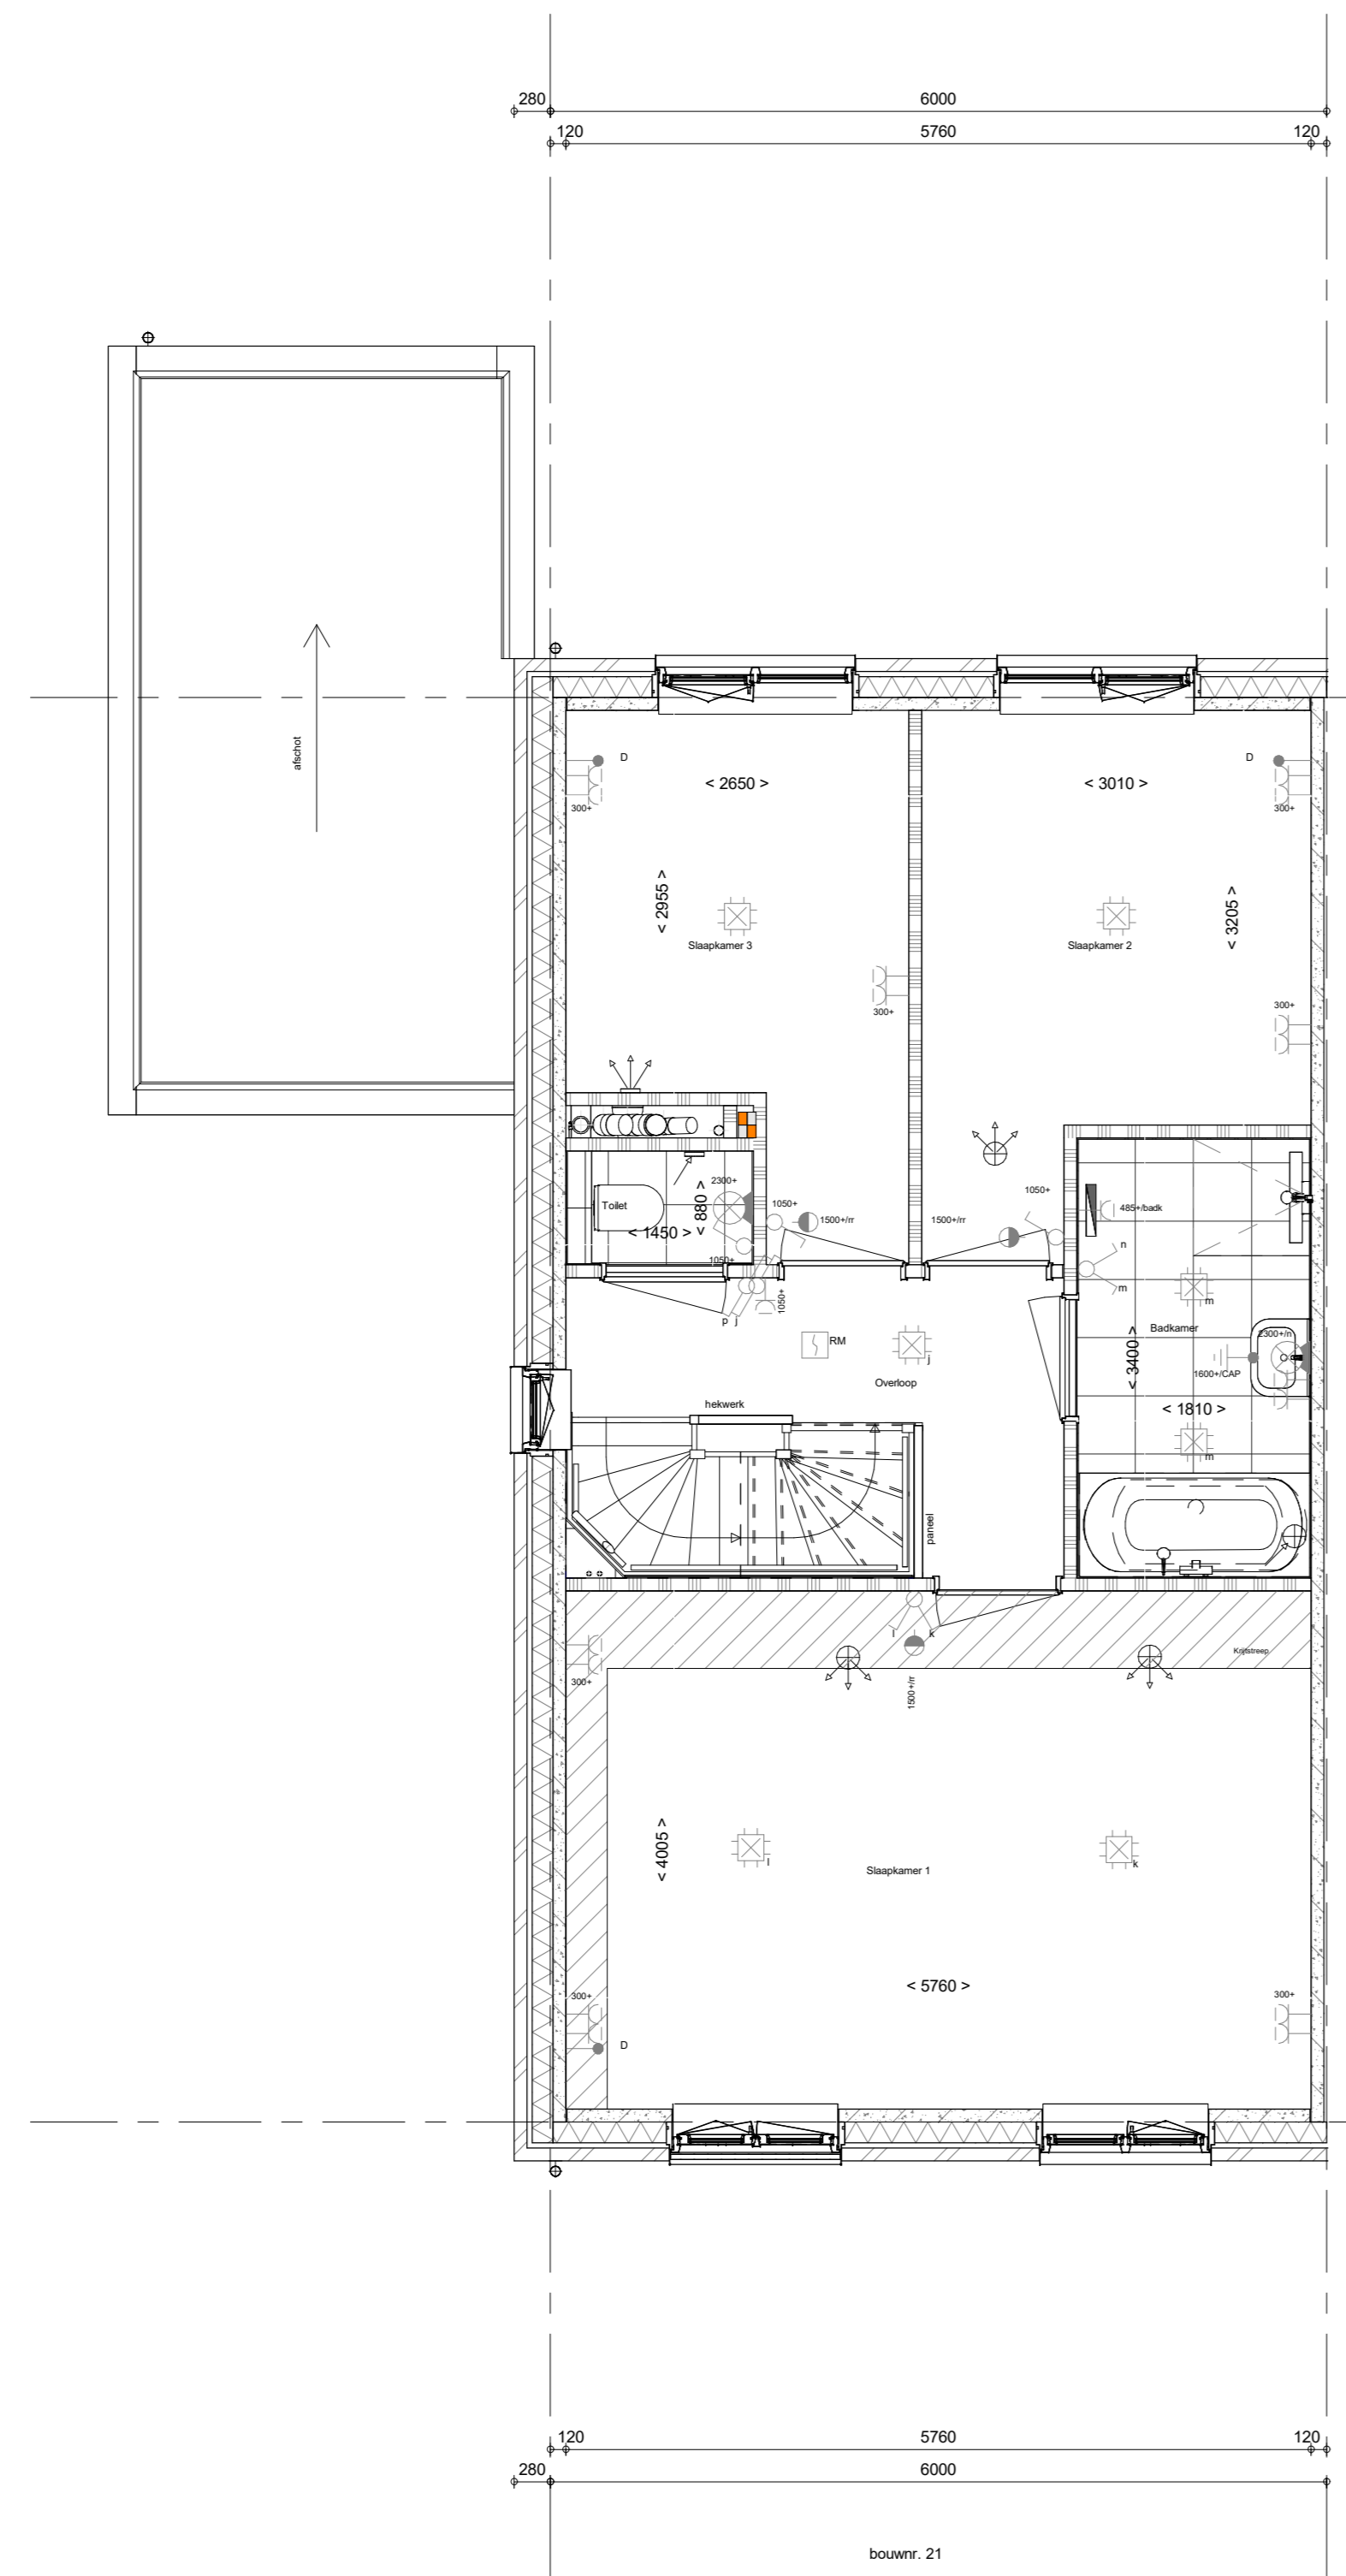 280 6000
120 5760 120
afschot
D D
< 2650 > < 3010 >
300+ 300+
< 2955 > < 3205 >
Slaapkamer 3 Slaapkamer 2
300+ 300+
2300+
Toilet < 880 > 1050+ 1050+ 485+/badk
1500+/rr 1500+/rr
< 1450 >
1050+ n
1050+ m
m
p j
Badkamer
RM 2300+/n
j
< 3400 >
1600+/CAP
Overloop
hekwerk < 1810 >
m
paneel
l k
Krijtstreep
300+ 1500+/rr
< 4005 >
l k
Slaapkamer 1
< 5760 >
300+ 300+
D
120 5760 120
280 6000
bouwnr. 21